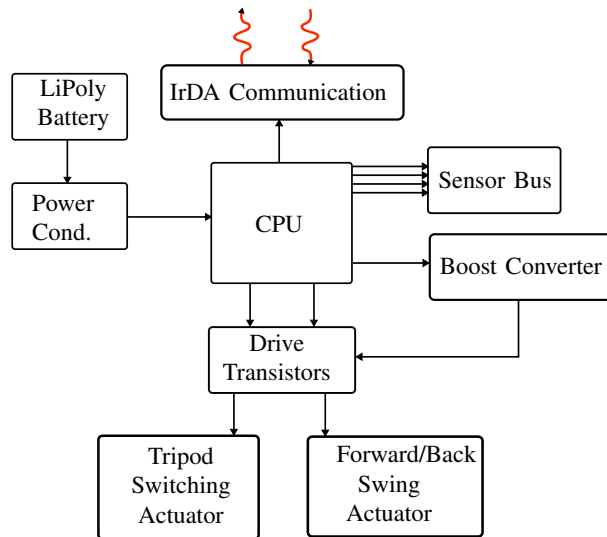 IrDA Communication
LiPoly
Battery
Power
Cond.
CPU
Sensor Bus
Boost Converter
Drive
Transistors
Tripod
Switching
Actuator
Forward/Back
Swing
Actuator